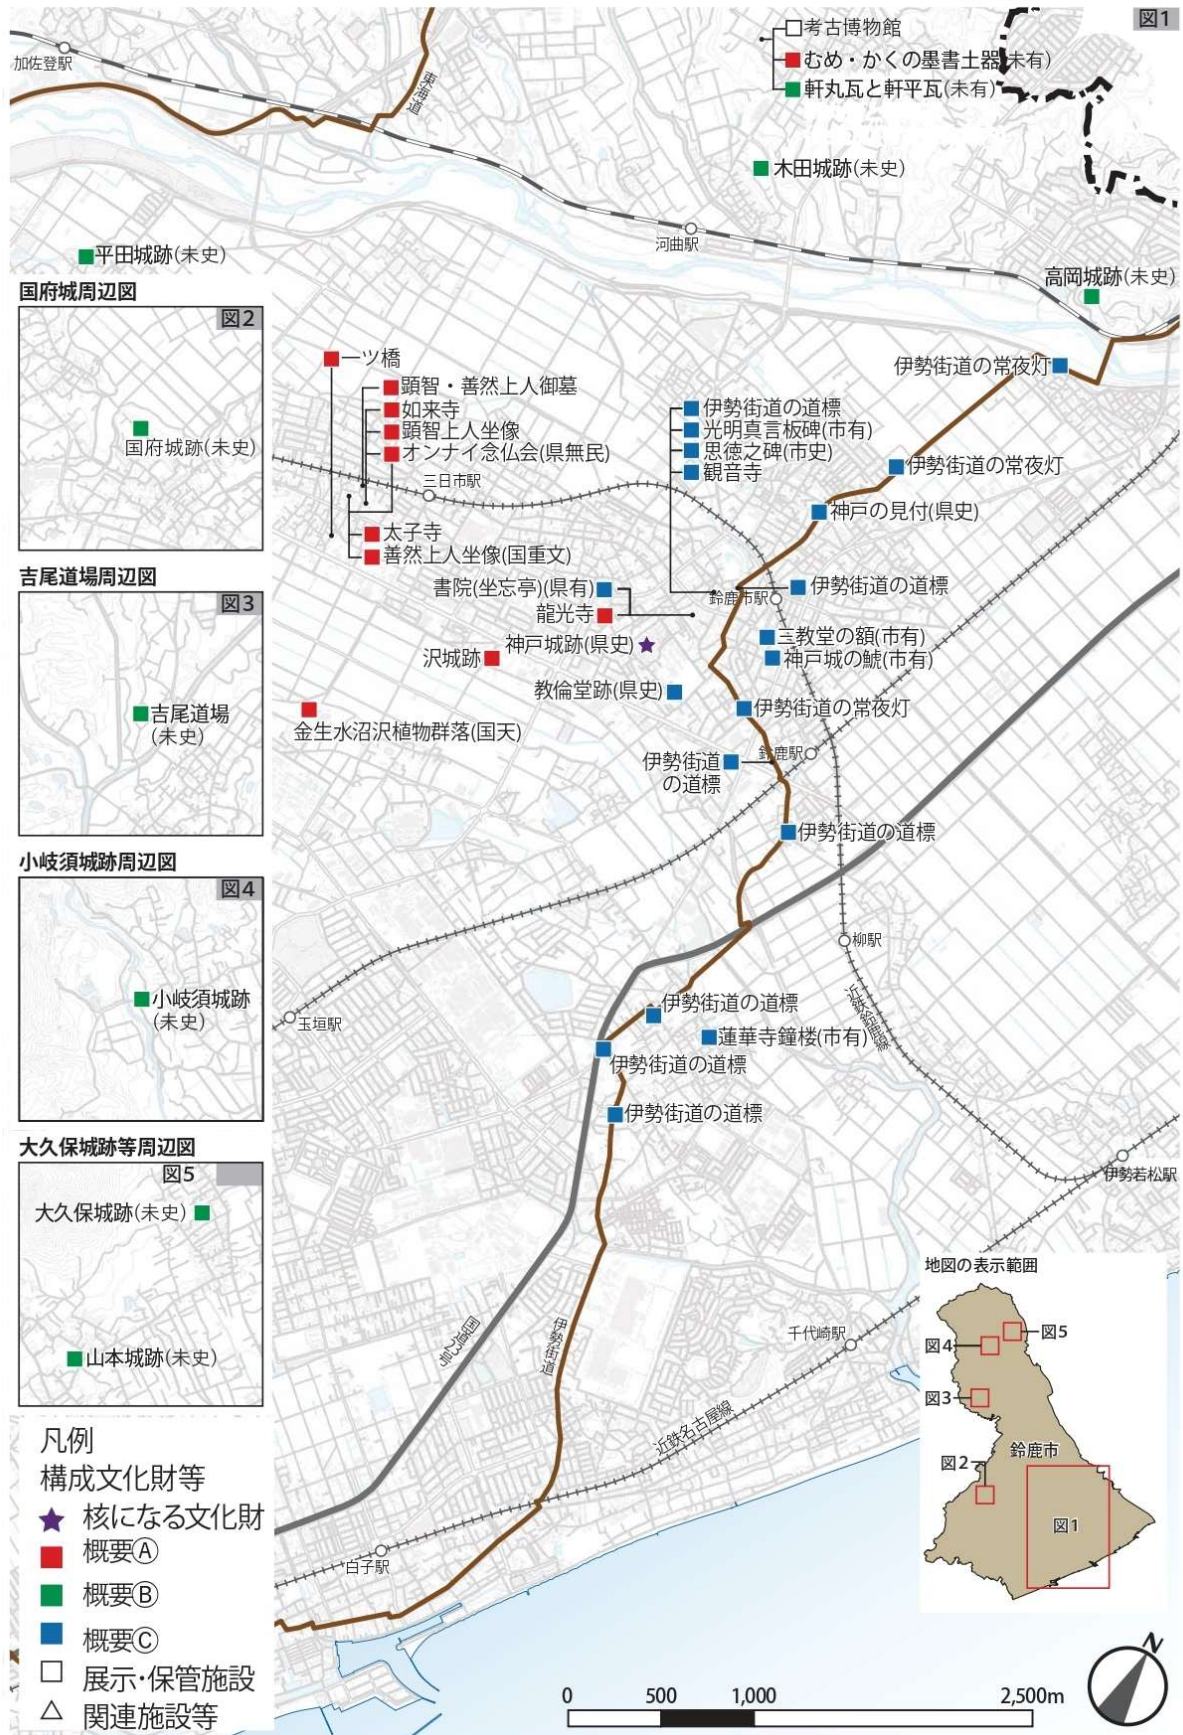 図1
考古博物館
むめ・かくの墨書土器(未有)
軒丸瓦と軒平瓦(未有)
加佐登駅
東海道
木田城跡(未史)
河曲駅
平田城跡(未史)
高岡城跡(未史)
国府城周辺図
図2
国府城跡(未史)
吉尾道場周辺図
図3
吉尾道場
(未史)
小岐須城跡周辺図
図4
小岐須城跡
(未史)
大久保城跡等周辺図
図5
大久保城跡(未史)
山本城跡(未史)
一ツ橋
顕智・善然上人御墓
如来寺
顕智上人坐像
オンナイ念仏会(県無民)
三日市駅
太子寺
善然上人坐像(国重文)
伊勢街道の常夜灯
伊勢街道の道標
光明真言板碑(市有)
思徳之碑(市史)
観音寺
伊勢街道の常夜灯
神戸の見付(県史)
書院(坐忘亭)(県有)
龍光寺
鈴鹿市駅
伊勢街道の道標
神戸城跡(県史)
三教堂の額(市有)
神戸城の鯱(市有)
沢城跡
教倫堂跡(県史)
伊勢街道の常夜灯
金生水沼沢植物群落(国天)
伊勢街道
の道標
鈴鹿駅
伊勢街道の道標
柳駅
近鉄鈴鹿線
玉垣駅
伊勢街道の道標
蓮華寺鐘楼(市有)
伊勢街道の道標
伊勢街道の道標
伊勢若松駅
千代崎駅
国道23号
伊勢街道
近鉄名古屋線
白子駅
地図の表示範囲
図5
図4
図3
鈴鹿市
図2
図1
凡例
構成文化財等
核になる文化財
概要Ⓐ
概要Ⓑ
概要Ⓒ
展示・保管施設
関連施設等
N
0 500 1,000 2,500m